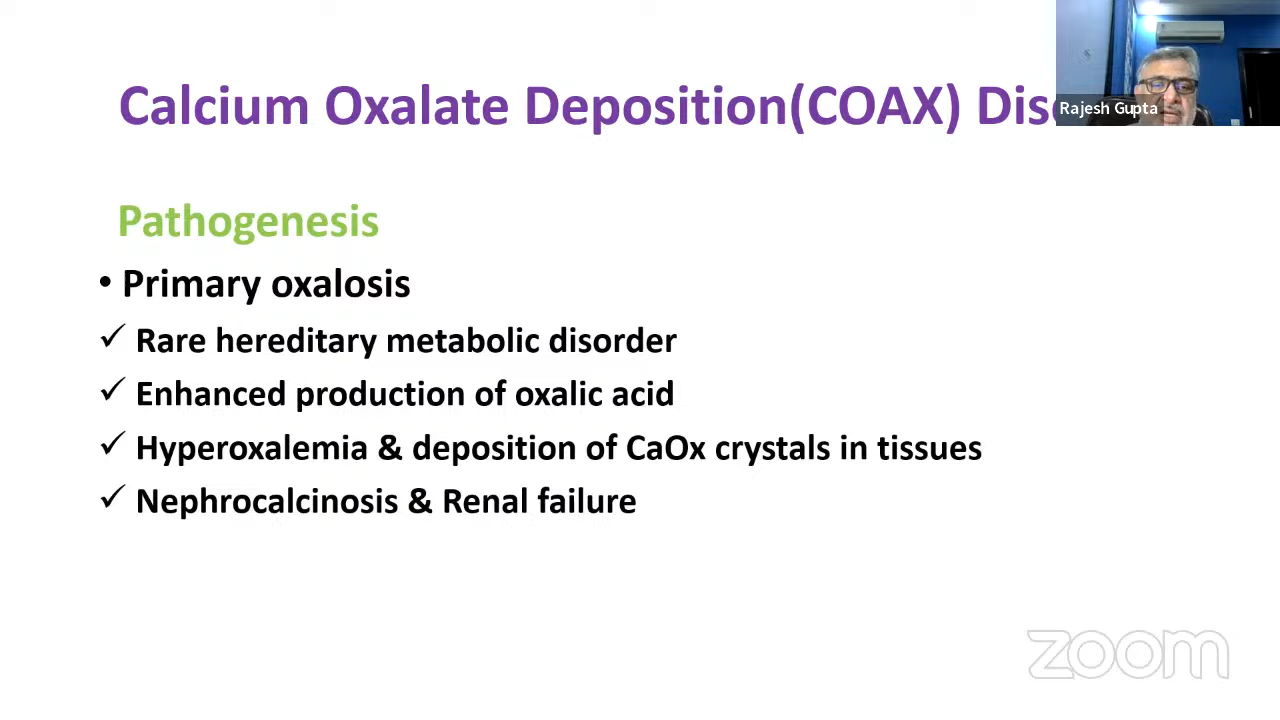 Calcium Oxalate Deposition(COAX)
Rajesh Gupta
Pathogenesis
• Primary oxalosis
✓ Rare hereditary metabolic disorder
✓ Enhanced production of oxalic acid
✓ Hyperoxalemia & deposition of CaOx crystals in tissues
✓ Nephrocalcinosis & Renal failure
zoom